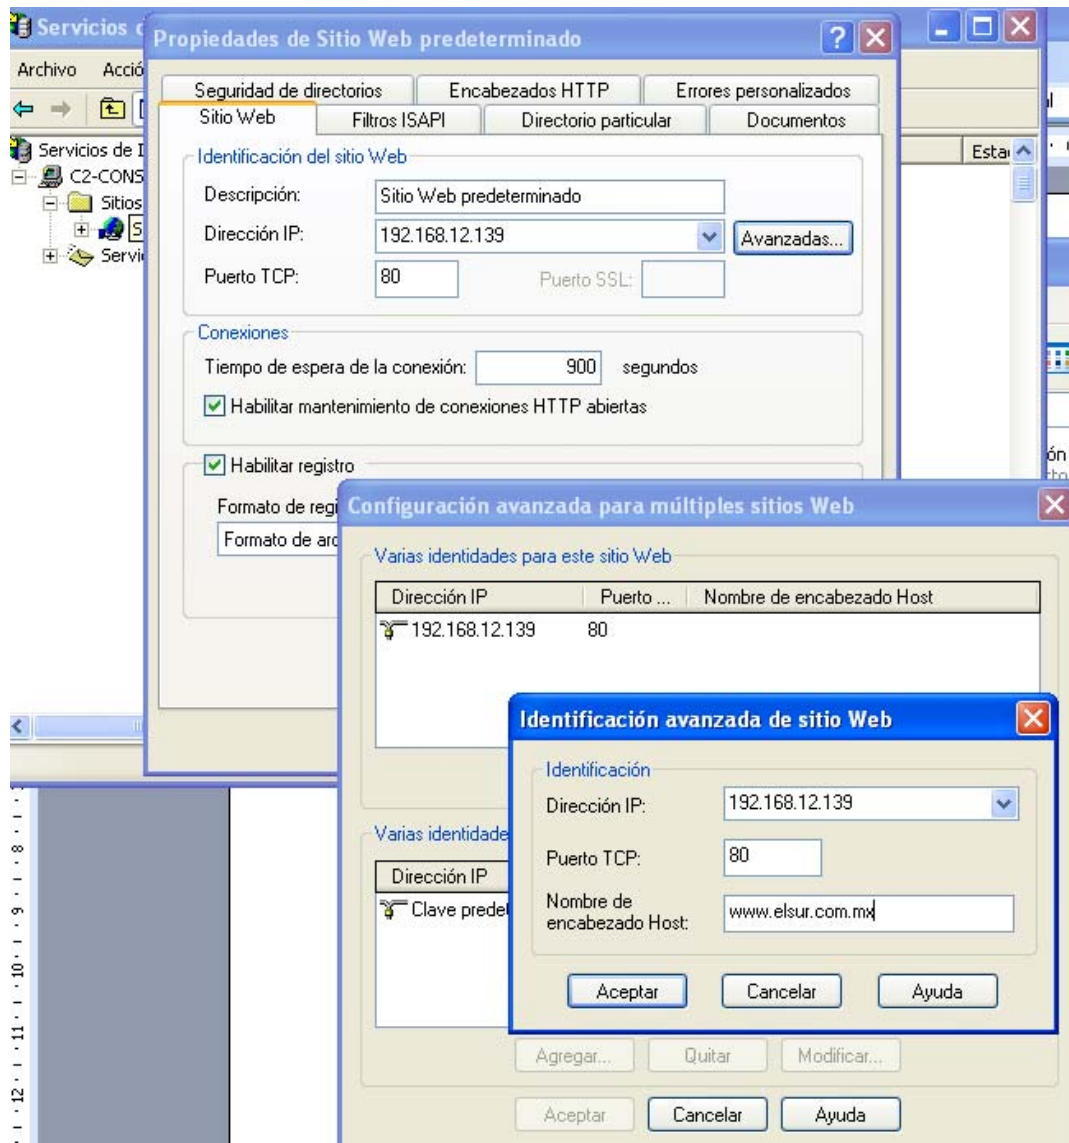 Servicios d
Propiedades de Sitio Web predeterminado
Archivo Acció
Seguridad de directorios Encabezados HTTP Errores personalizados
Sitio Web Filtros ISAPI Directorio particular Documentos
Servicios de I
C2-CONS
Sitios
S
Servi
Esta
Identificación del sitio Web
Descripción: Sitio Web predeterminado
Dirección IP: 192.168.12.139 Avanzadas...
Puerto TCP: 80 Puerto SSL:
Conexiones
Tiempo de espera de la conexión: 900 segundos
Habilitar mantenimiento de conexiones HTTP abiertas
Habilitar registro
Formato de regi
Formato de arc
ón
Configuración avanzada para múltiples sitios Web
Varias identidades para este sitio Web
Dirección IP Puerto ... Nombre de encabezado Host
192.168.12.139 80
Varias identidade
Dirección IP
Clave predet
Identificación avanzada de sitio Web
Identificación
Dirección IP: 192.168.12.139
Puerto TCP: 80
Nombre de
encabezado Host: www.elsur.com.mx
Aceptar Cancelar Ayuda
Agregar... Quitar Modificar...
Aceptar Cancelar Ayuda
8
9
10
11
12